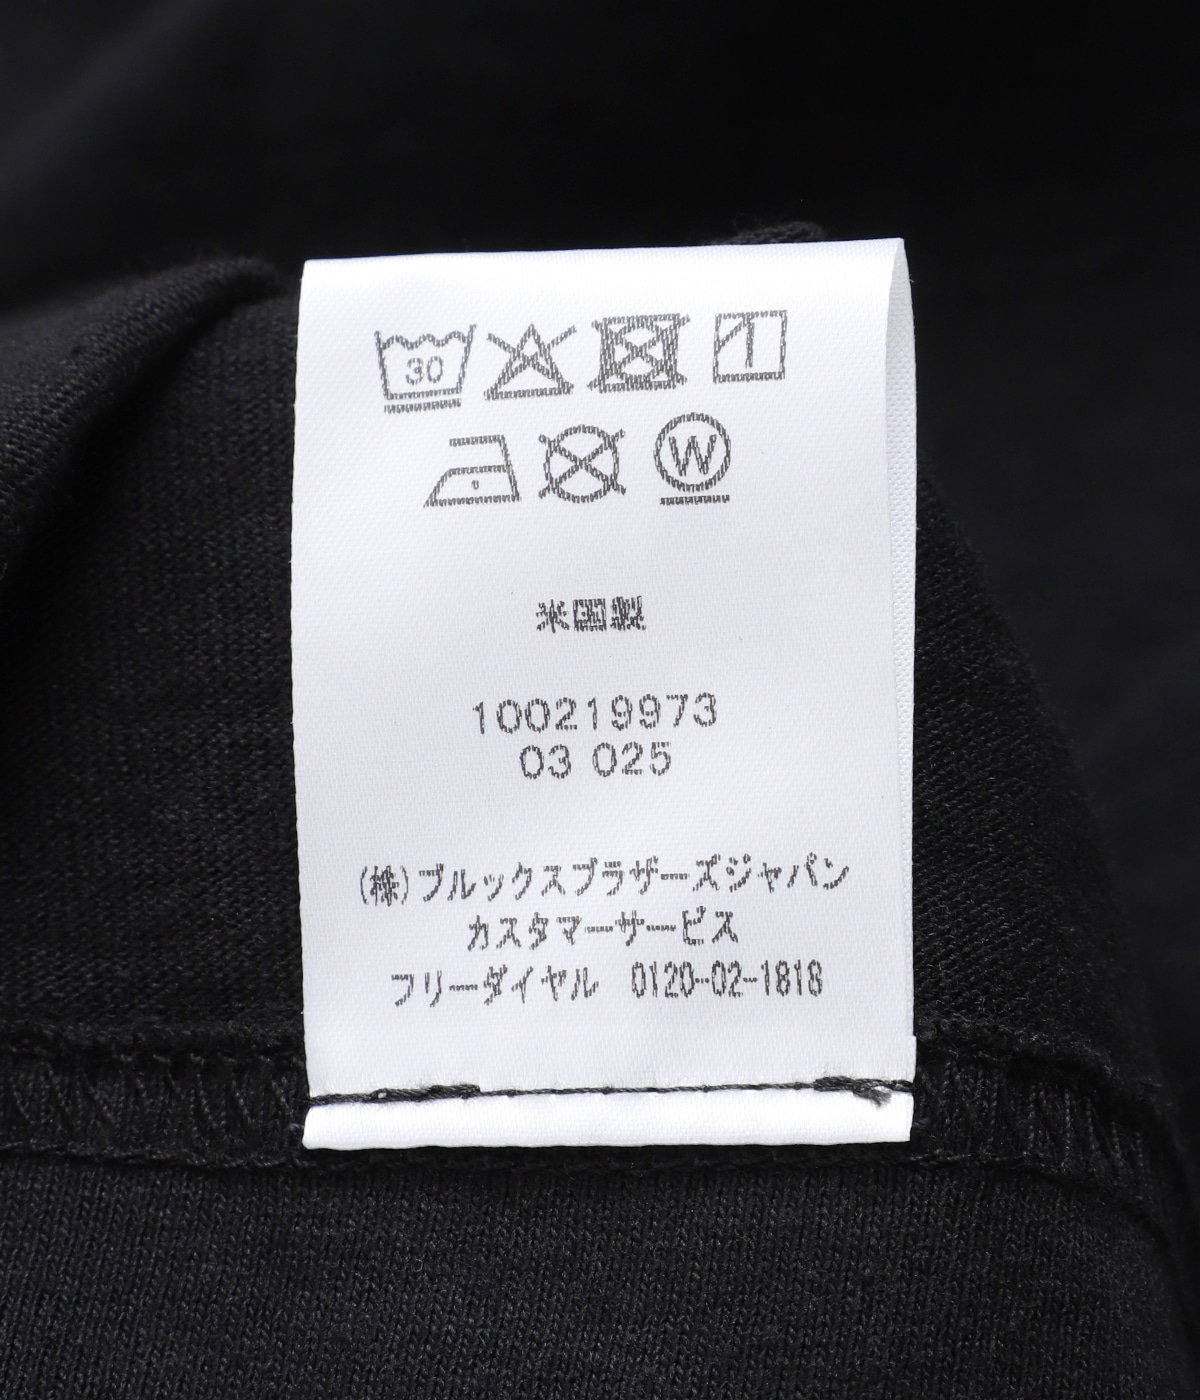 30
W
米国製
100219973
03 025
(株)ブルックスブラザーズジャパン
カスタマーサービス
フリーダイヤル 0120-02-1818